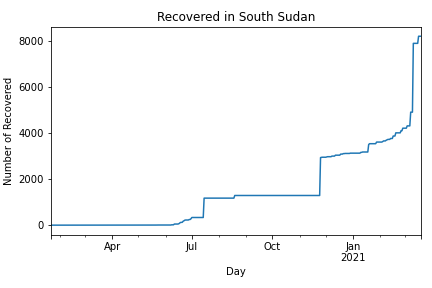 Recovered in South Sudan
8000
6000
4000
2000
0
Number of Recovered
Apr
Jul
Oct
Jan
2021
Day